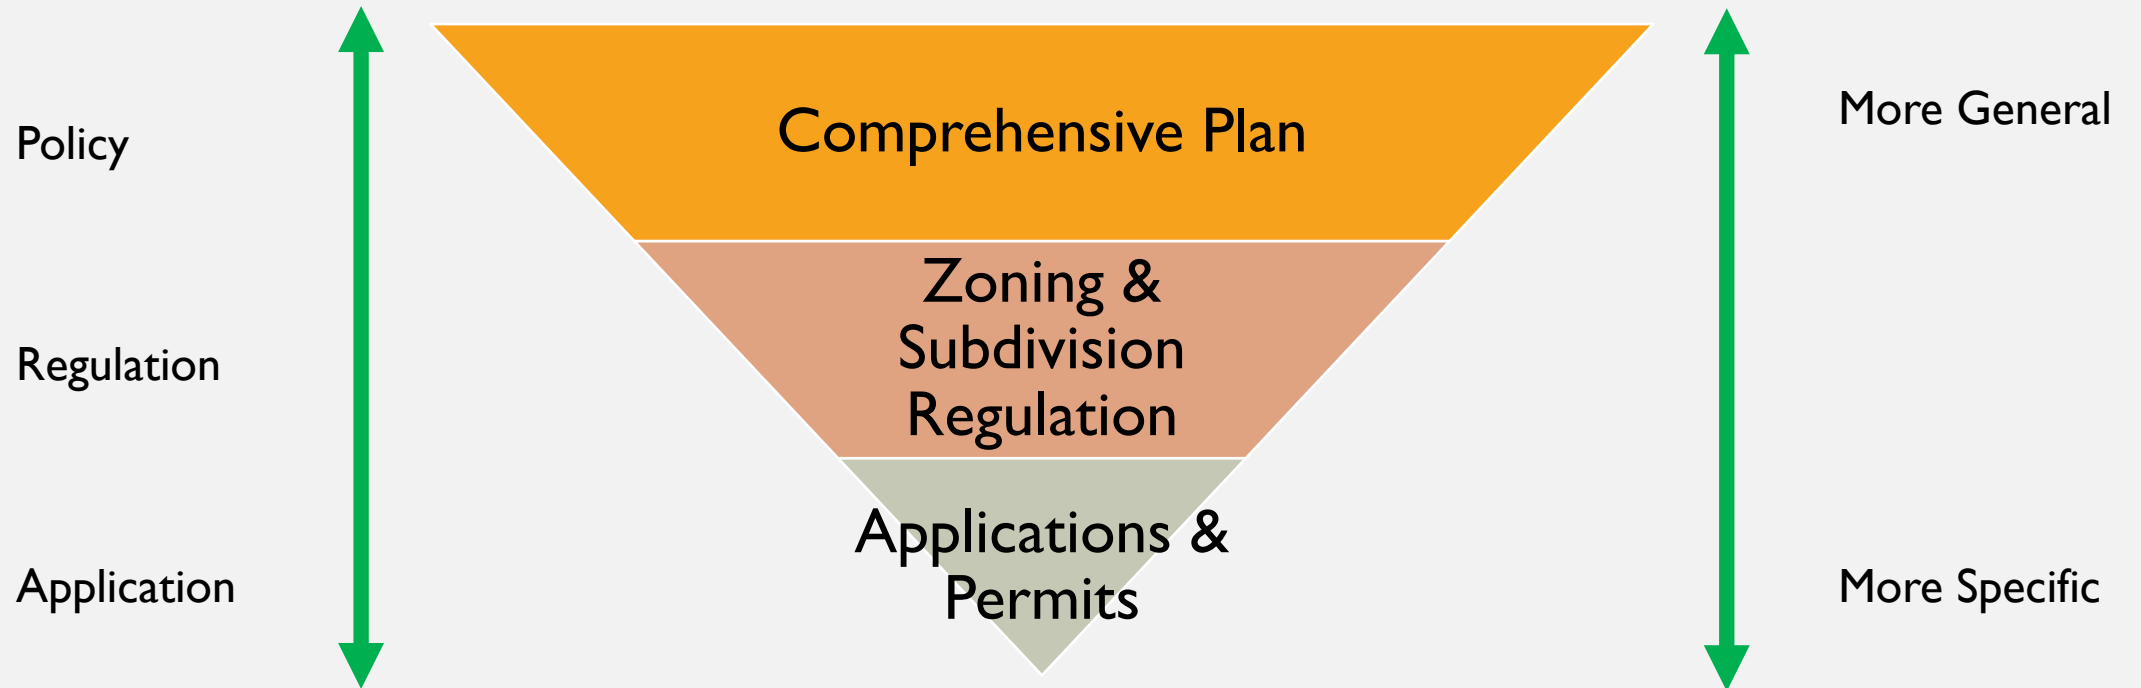 Policy
Comprehensive Plan
More General
Regulation
Zoning &
Subdivision
Regulation
Application
Applications &
Permits
More Specific